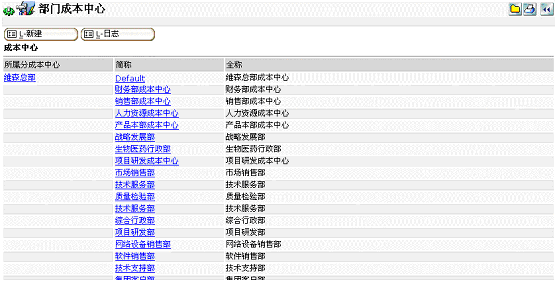 部门成本中心
L-新建 L-日志
成本中心
所属分成本中心 简称 全称
维森总部 Default 维森总部成本中心
财务部成本中心 财务部成本中心
销售部成本中心 销售部成本中心
人力资源成本中心 人力资源成本中心
产品本部成本中心 产品本部成本中心
战略发展部 战略发展部
生物医药行政部 生物医药行政部
项目研发成本中心 项目研发成本中心
市场销售部 市场销售部
技术服务部 技术服务部
质量检验部 质量检验部
技术服务部 技术服务部
综合行政部 综合行政部
项目研发部 项目研发部
网络设备销售部 网络设备销售部
软件销售部 软件销售部
技术支持部 技术支持部
集团客户部 集团客户部